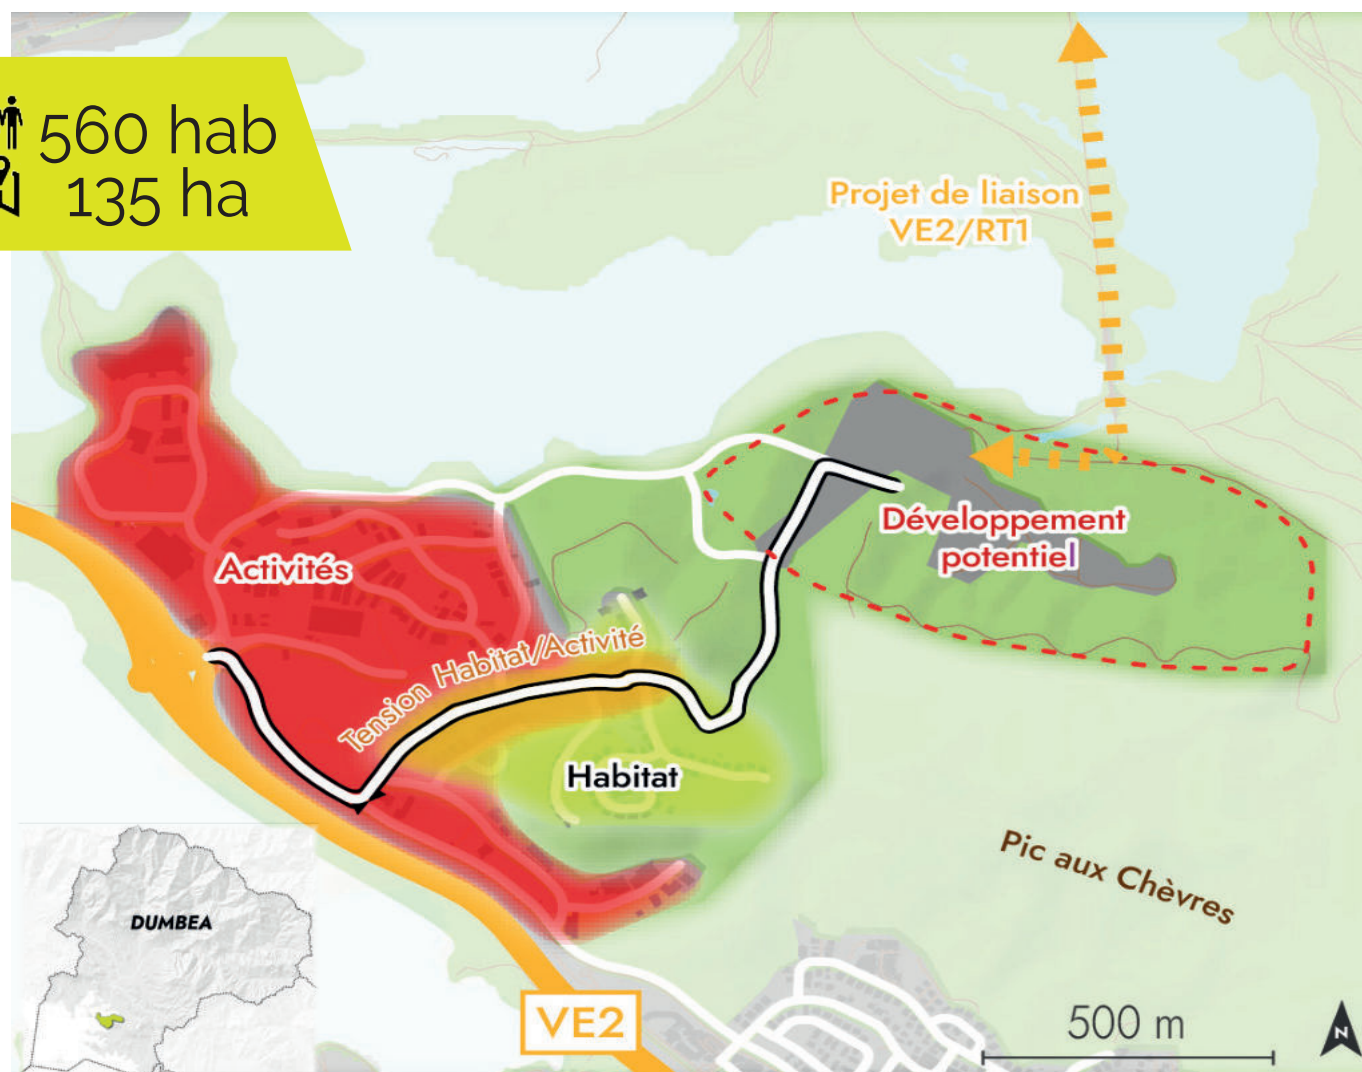 560 hab
135 ha
Projet de liaison
VE2/RT1
Développement
potentiel
Activités
Tension Habitat/Activité
Habitat
Pic aux Chèvres
DUMBEA
VE2
500 m
N